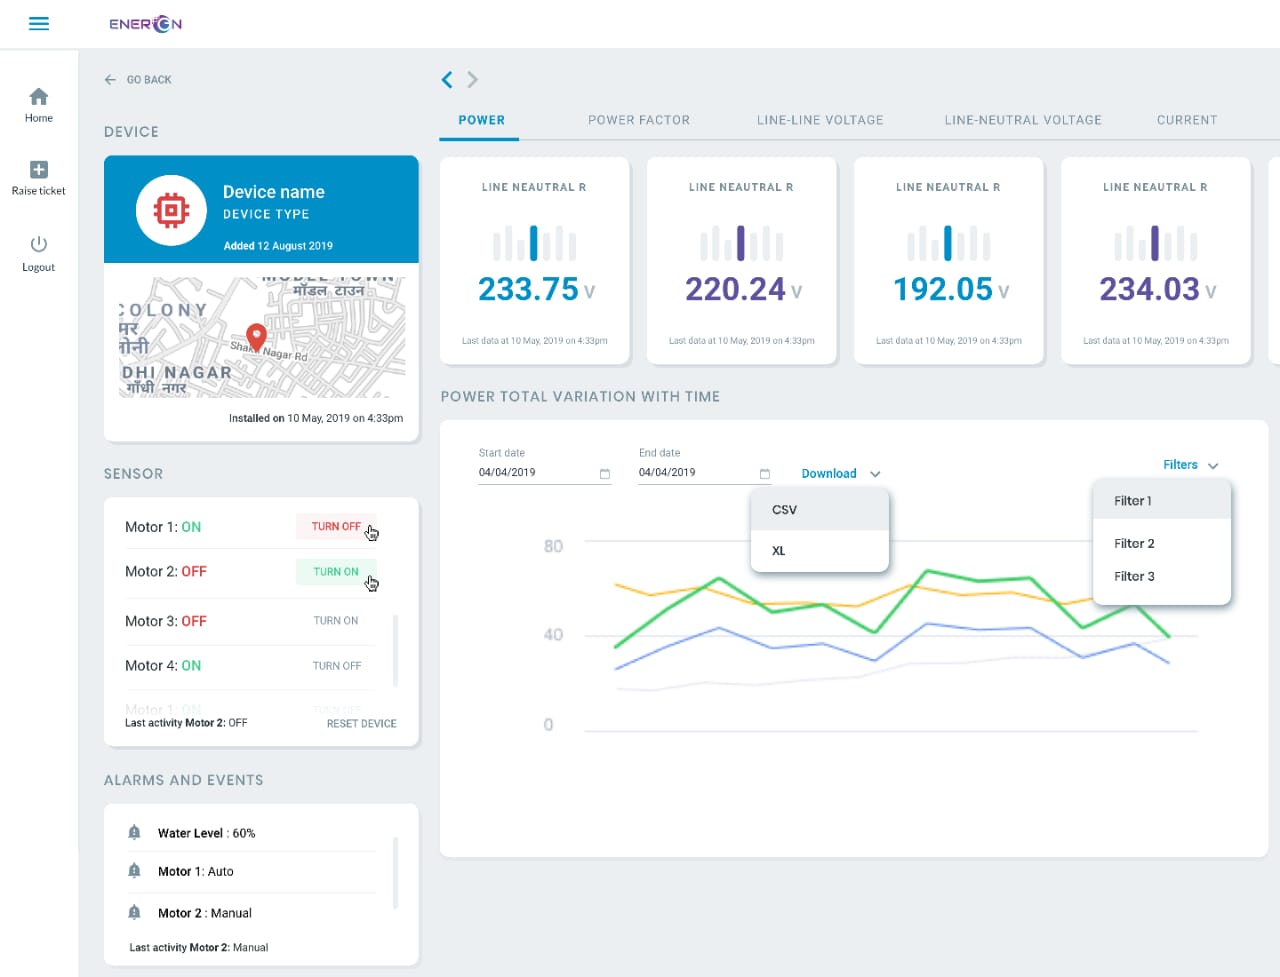 ENERGON
Home
Raise ticket
Logout
GO BACK
DEVICE
Device name
DEVICE TYPE
Added 12 August 2019
MODEL TOWN
मॉडल टाउन
COLONY
DHI NAGAR
गाँधी नगर
Nagar Rd
Installed on 10 May, 2019 on 4:33pm
SENSOR
Motor 1: ON TURN OFF
Motor 2: OFF TURN ON
Motor 3: OFF TURN ON
Motor 4: ON TURN OFF
Motor 1: ON TURN OFF
Last activity Motor 2: OFF RESET DEVICE
ALARMS AND EVENTS
Water Level : 60%
Motor 1: Auto
Motor 2 : Manual
Last activity Motor 2: Manual
POWER POWER FACTOR LINE-LINE VOLTAGE LINE-NEUTRAL VOLTAGE CURRENT
LINE NEAUTRAL R
233.75 V
Last data at 10 May, 2019 on 4:33pm
LINE NEAUTRAL R
220.24 V
Last data at 10 May, 2019 on 4:33pm
LINE NEAUTRAL R
192.05 V
Last data at 10 May, 2019 on 4:33pm
LINE NEAUTRAL R
234.03 V
Last data at 10 May, 2019 on 4:33pm
POWER TOTAL VARIATION WITH TIME
Start date
04/04/2019
End date
04/04/2019
Download
CSV
XL
Filters
Filter 1
Filter 2
Filter 3
80
40
0